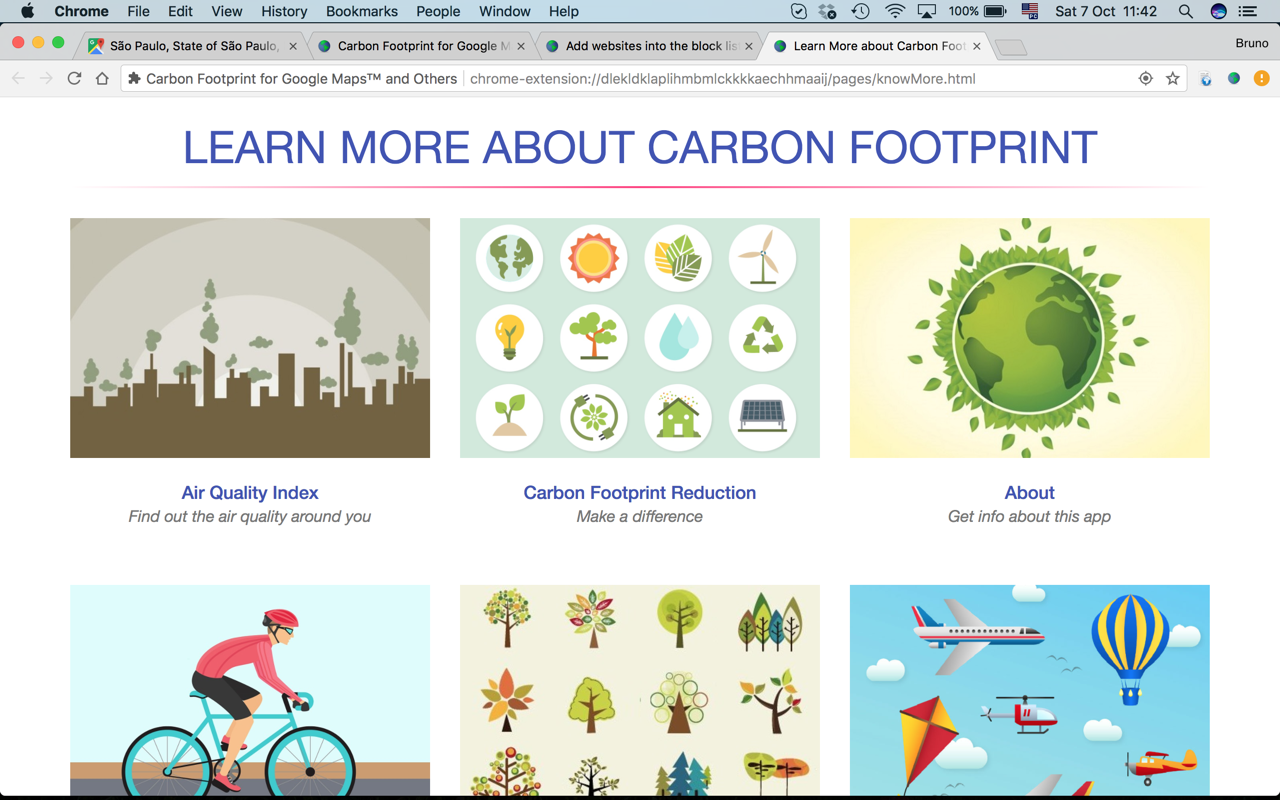 Chrome File Edit View History Bookmarks People Window Help 100% Sat 7 Oct 11:42
São Paulo, State of São Paulo, Carbon Footprint for Google M Add websites into the block lis Learn More about Carbon Foot Bruno
Carbon Footprint for Google Maps™ and Others chrome-extension://dlekldklaplihmbmlckkkkaechhmaaij/pages/knowMore.html
LEARN MORE ABOUT CARBON FOOTPRINT
Air Quality Index Carbon Footprint Reduction About
Find out the air quality around you Make a difference Get info about this app